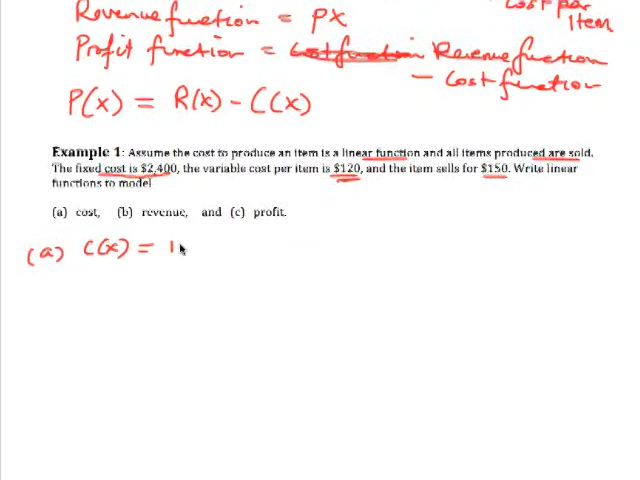 cost per
Revenue function = px
item
Profit function = Cost function Revenue function
- Cost function
P(x) = R(x) - C(x)
Example 1: Assume the cost to produce an item is a linear function and all items produced are sold.
The fixed cost is $2,400, the variable cost per item is $120, and the item sells for $150. Write linear
functions to model
(a) cost, (b) revenue, and (c) profit.
(a) C(x) = 1